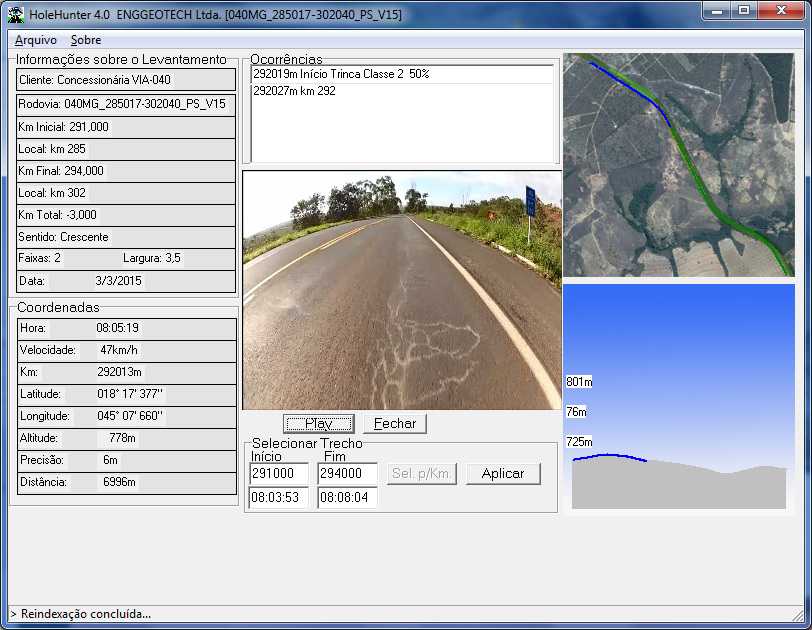 HoleHunter 4.0 ENGGEOTECH Ltda. [040MG_285017-302040_PS_V15]
Arquivo Sobre
Informações sobre o Levantamento
Cliente: Concessionária VIA-040
Rodovia: 040MG_285017-302040_PS_V15
Km Inicial: 291,000
Local: km 285
Km Final: 294,000
Local: km 302
Km Total: -3,000
Sentido: Crescente
Faixas: 2 Largura: 3,5
Data: 3/3/2015
Coordenadas
Hora: 08:05:19
Velocidade: 47km/h
Km: 292013m
Latitude: 018° 17' 377"
Longitude: 045° 07' 660"
Altitude: 778m
Precisão: 6m
Distância: 6996m
Ocorrências
292019m Início Trinca Classe 2 50%
292027m km 292
Play Fechar
Selecionar Trecho
Início Fim
291000 294000 Sel. p/Km. Aplicar
08:03:53 08:08:04
801m
76m
725m
> Reindexação concluída...